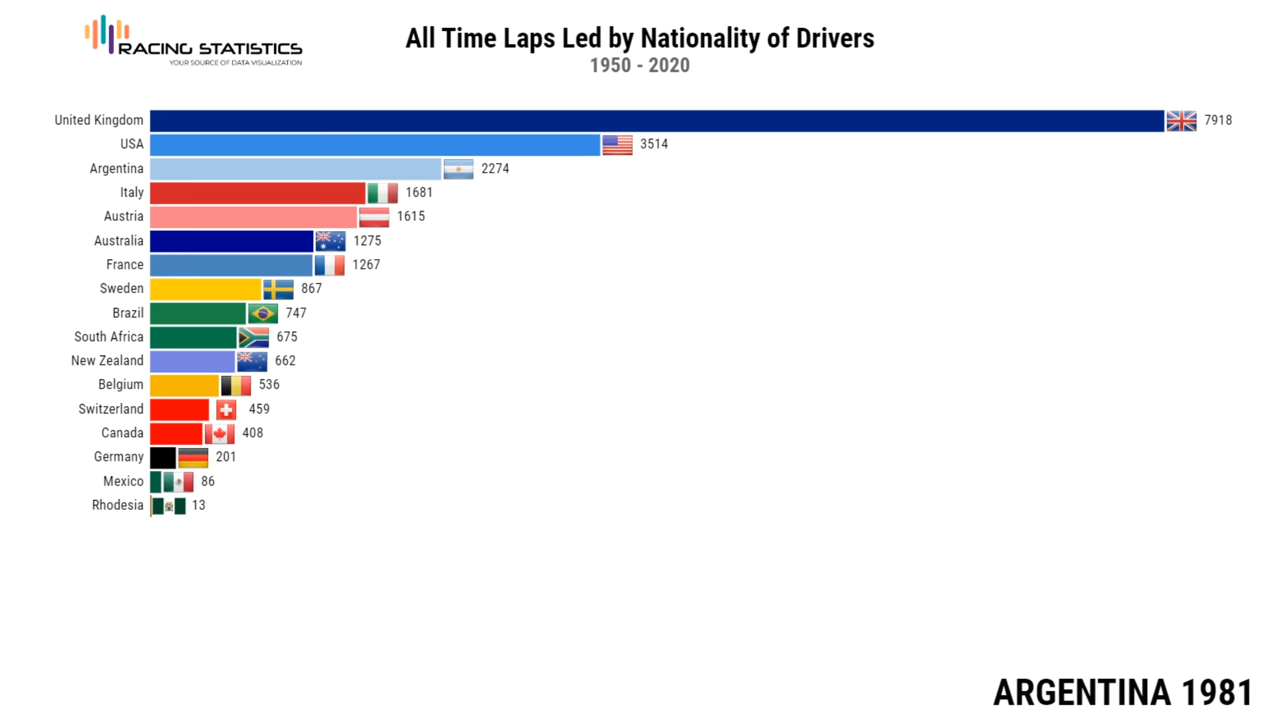 RACING STATISTICS
YOUR SOURCE OF DATA VISUALIZATION
All Time Laps Led by Nationality of Drivers
1950 - 2020
United Kingdom 7918
USA 3514
Argentina 2274
Italy 1681
Austria 1615
Australia 1275
France 1267
Sweden 867
Brazil 747
South Africa 675
New Zealand 662
Belgium 536
Switzerland 459
Canada 408
Germany 201
Mexico 86
Rhodesia 13
ARGENTINA 1981